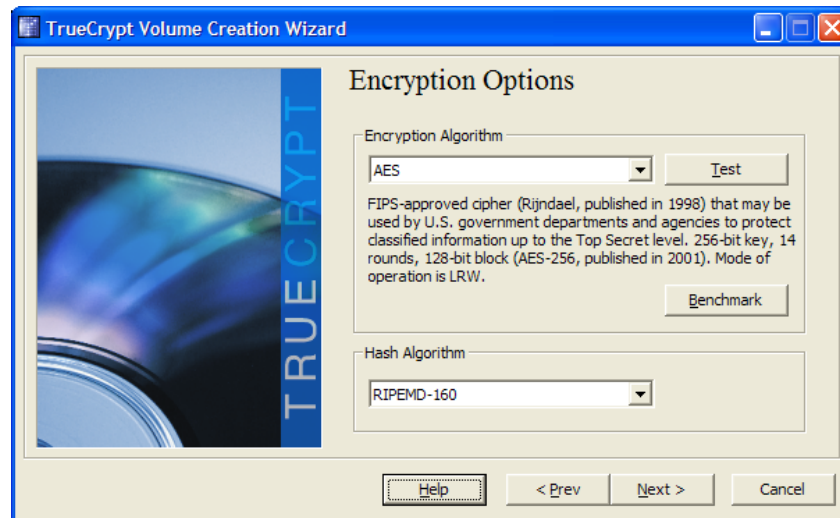 TrueCrypt Volume Creation Wizard
TRUECRYPT
Encryption Options
Encryption Algorithm
AES
Test
FIPS-approved cipher (Rijndael, published in 1998) that may be
used by U.S. government departments and agencies to protect
classified information up to the Top Secret level. 256-bit key, 14
rounds, 128-bit block (AES-256, published in 2001). Mode of
operation is LRW.
Benchmark
Hash Algorithm
RIPEMD-160
Help
< Prev
Next >
Cancel